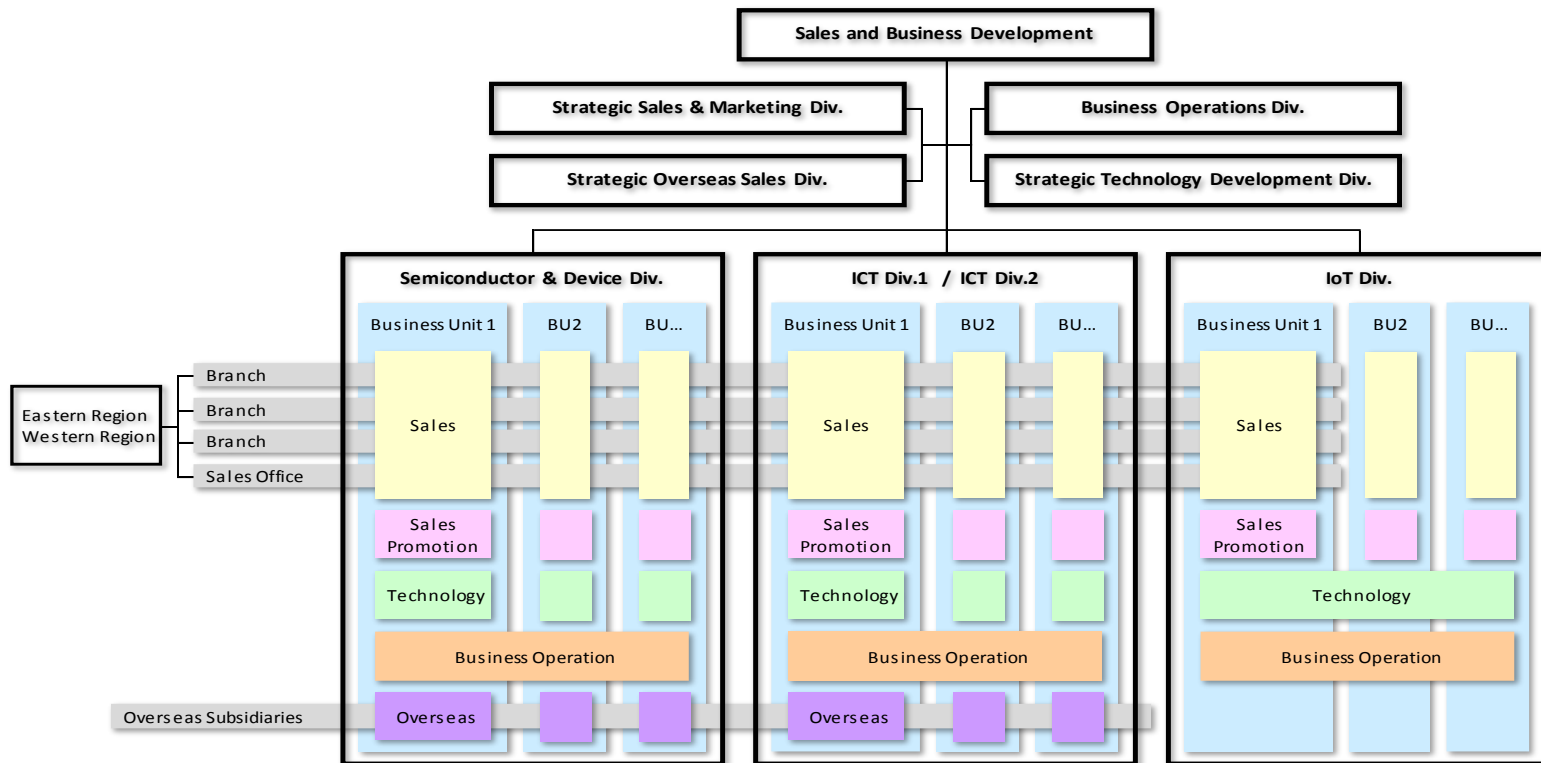 Sales and Business Development
Strategic Sales & Marketing Div.
Business Operations Div.
Strategic Overseas Sales Div.
Strategic Technology Development Div.
Semiconductor & Device Div.
ICT Div.1 / ICT Div.2
IoT Div.
Business Unit 1
BU2
BU...
Business Unit 1
BU2
BU...
Business Unit 1
BU2
BU...
Eastern Region
Western Region
Branch
Branch
Branch
Sales Office
Sales
Sales
Sales
Sales
Promotion
Sales
Promotion
Sales
Promotion
Technology
Technology
Technology
Business Operation
Business Operation
Business Operation
Overseas Subsidiaries
Overseas
Overseas